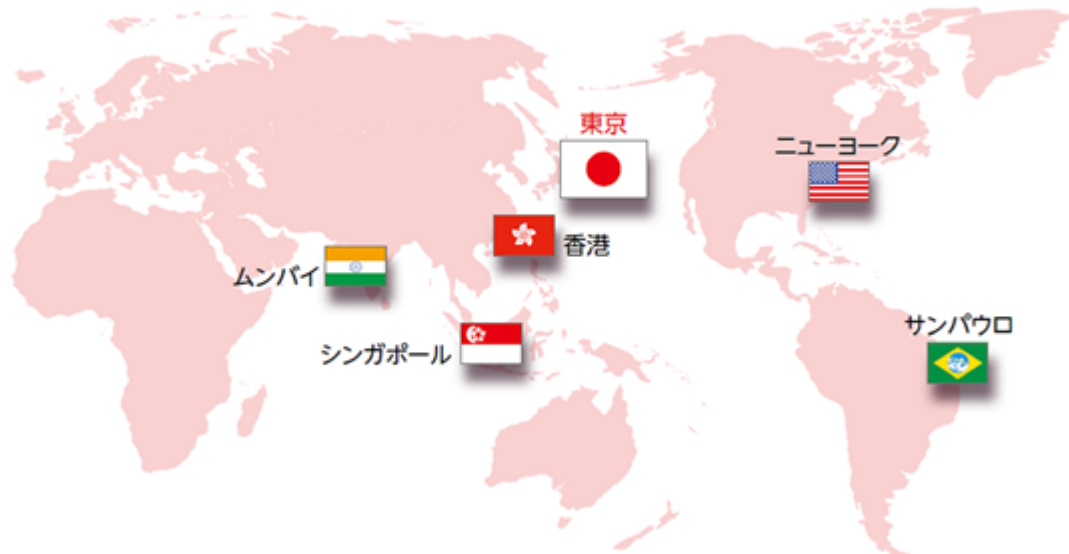 東京
ニューヨーク
香港
ムンバイ
サンパウロ
シンガポール